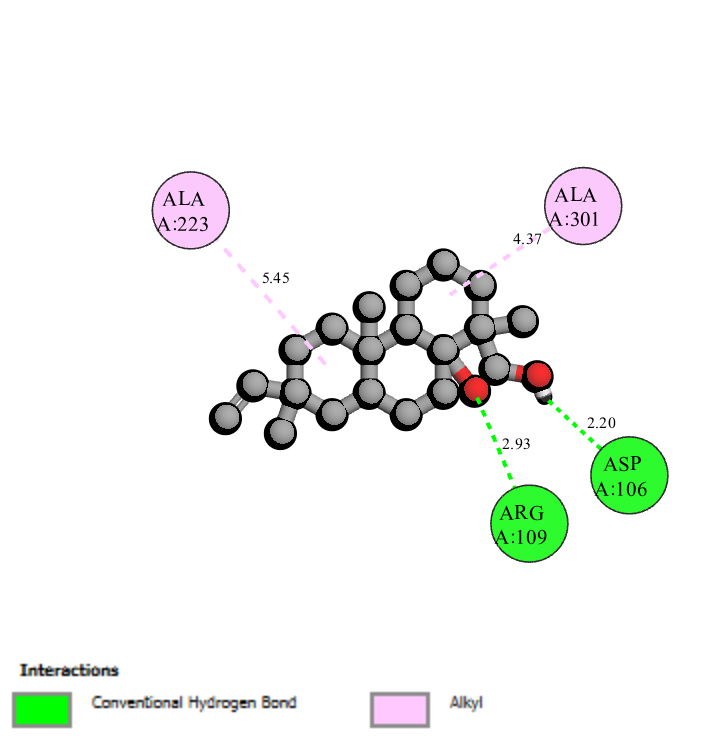 ALA
A:223
ALA
A:301
4.37
5.45
2.20
2.93
ASP
A:106
ARG
A:109
Interactions
Conventional Hydrogen Bond
Alkyl